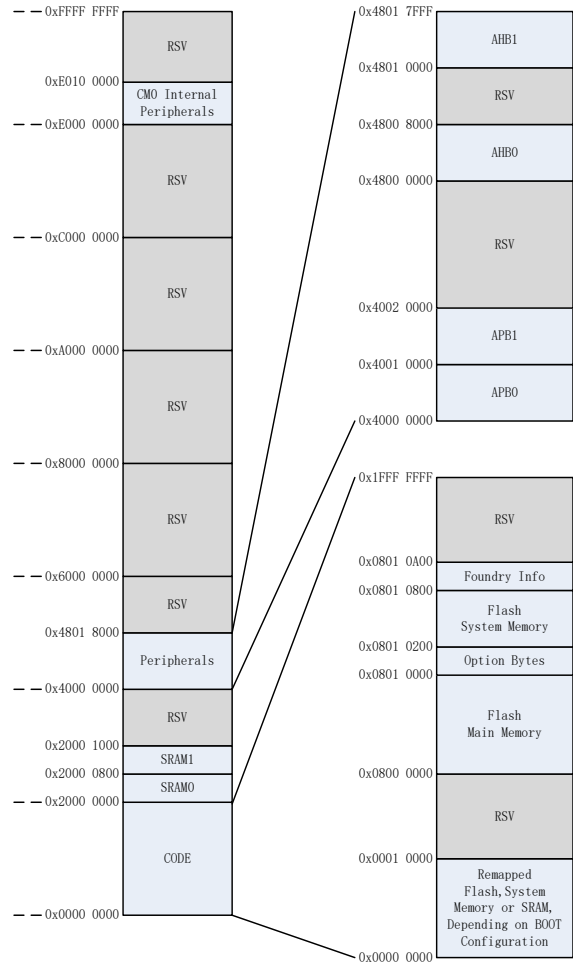 0xFFFF FFFF
RSV
0xE010 0000
CM0 Internal
Peripherals
0xE000 0000
RSV
0xC000 0000
RSV
0xA000 0000
RSV
0x8000 0000
RSV
0x6000 0000
RSV
0x4801 8000
Peripherals
0x4000 0000
RSV
0x2000 1000
SRAM1
0x2000 0800
SRAM0
0x2000 0000
CODE
0x0000 0000
0x4801 7FFF
AHB1
0x4801 0000
RSV
0x4800 8000
AHB0
0x4800 0000
RSV
0x4002 0000
APB1
0x4001 0000
APB0
0x4000 0000
0x1FFF FFFF
RSV
0x0801 0A00
Foundry Info
0x0801 0800
Flash
System Memory
0x0801 0200
Option Bytes
0x0801 0000
Flash
Main Memory
0x0800 0000
RSV
0x0001 0000
Remapped
Flash,System
Memory or SRAM,
Depending on BOOT
Configuration
0x0000 0000